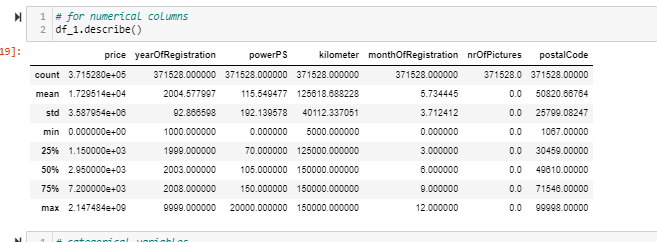 1 # for numerical columns
2 df_1.describe()
19]:
price yearOfRegistration powerPS kilometer monthOfRegistration nrOfPictures postalCode
count 3.715280e+05 371528.000000 371528.000000 371528.000000 371528.000000 371528.0 371528.00000
mean 1.729514e+04 2004.577997 115.549477 125618.688228 5.734445 0.0 50820.66764
std 3.587954e+06 92.866598 192.139578 40112.337051 3.712412 0.0 25799.08247
min 0.000000e+00 1000.000000 0.000000 5000.000000 0.000000 0.0 1067.00000
25% 1.150000e+03 1999.000000 70.000000 125000.000000 3.000000 0.0 30459.00000
50% 2.950000e+03 2003.000000 105.000000 150000.000000 6.000000 0.0 49610.00000
75% 7.200000e+03 2008.000000 150.000000 150000.000000 9.000000 0.0 71546.00000
max 2.147484e+09 9999.000000 20000.000000 150000.000000 12.000000 0.0 99998.00000
1 # categorical variables